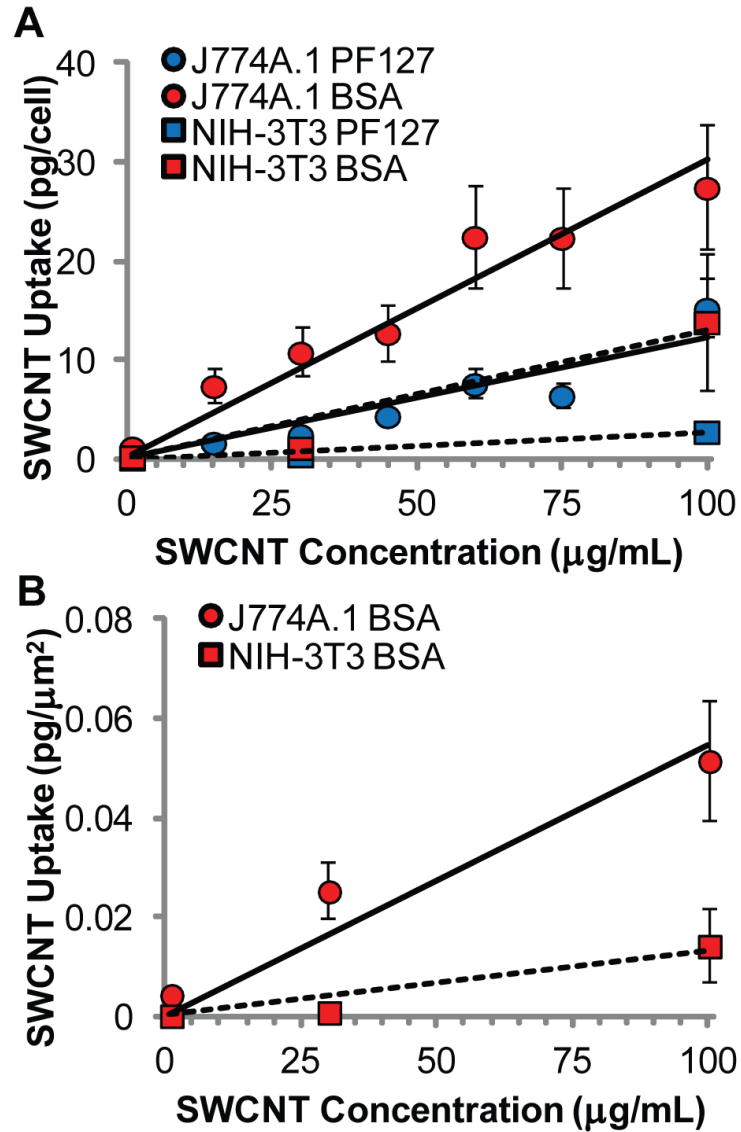 A
J774A.1 PF127
J774A.1 BSA
NIH-3T3 PF127
NIH-3T3 BSA
SWCNT Uptake (pg/cell)
40
30
20
10
0
0 25 50 75 100
SWCNT Concentration (μg/mL)
B
J774A.1 BSA
NIH-3T3 BSA
SWCNT Uptake (pg/μm²)
0.08
0.06
0.04
0.02
0
0 25 50 75 100
SWCNT Concentration (μg/mL)